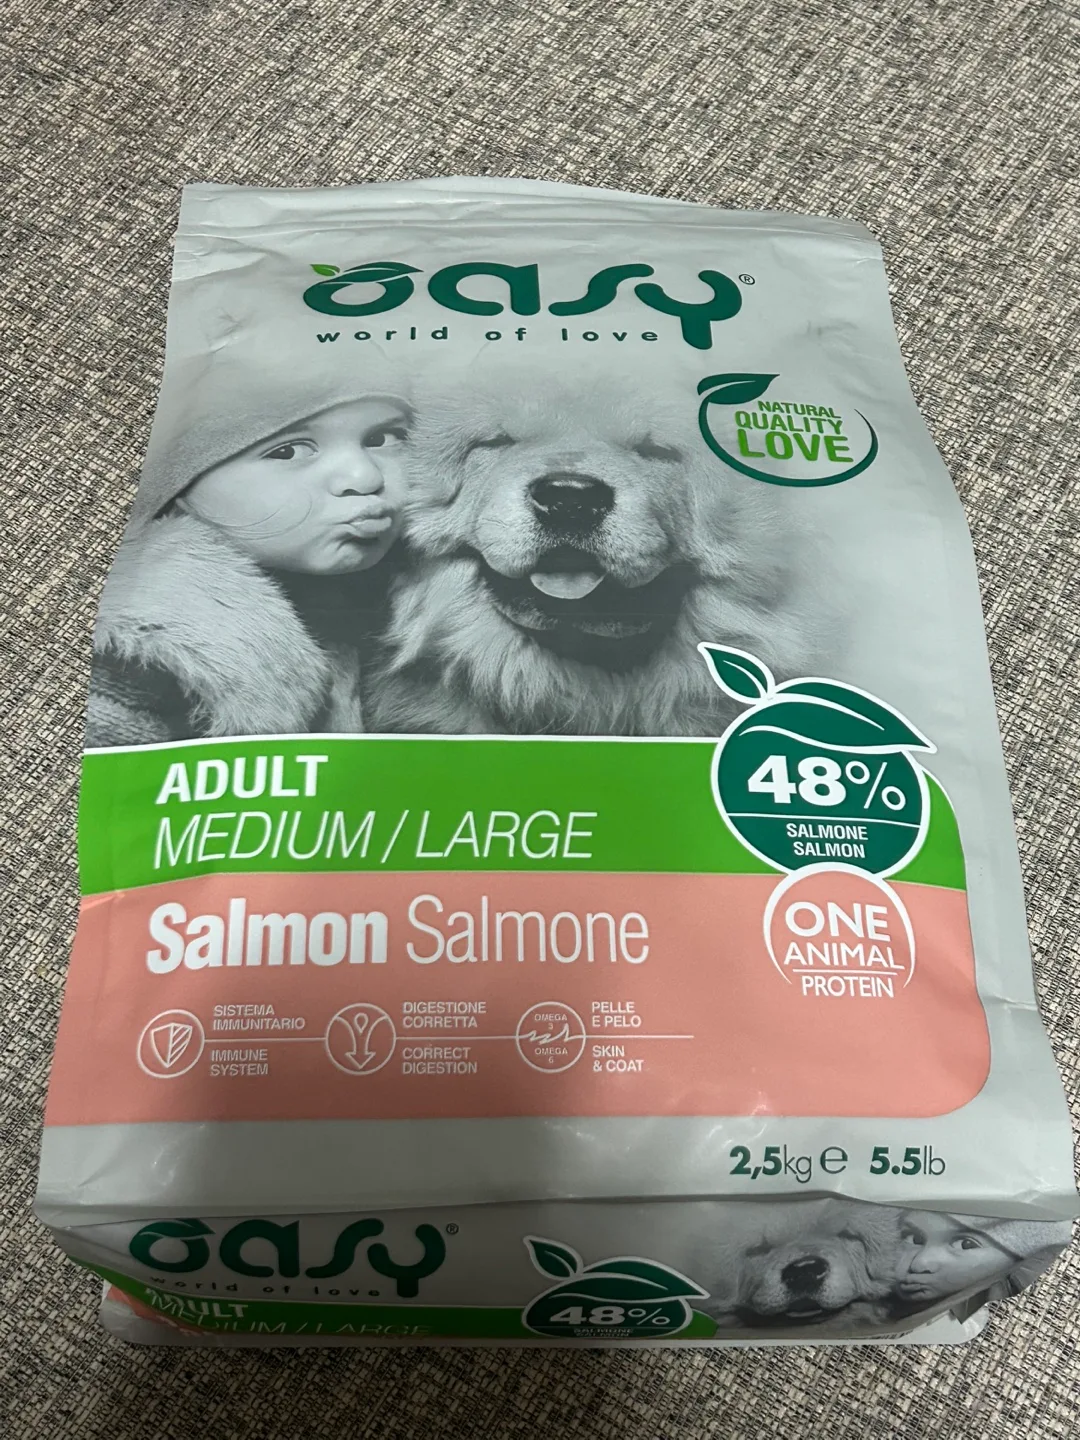 oasy®
world of love
NATURAL
QUALITY
LOVE
ADULT
MEDIUM / LARGE
48%
SALMONE
SALMON
Salmon Salmone
ONE
ANIMAL
PROTEIN
SISTEMA
IMMUNITARIO
IMMUNE
SYSTEM
DIGESTIONE
CORRETTA
CORRECT
DIGESTION
OMEGA
3
OMEGA
6
PELLE
E PELO
SKIN
& COAT
2,5kg e 5.5lb
oasy®
world of love
ADULT
MEDIUM / LARGE
48%
SALMONE
SALMON